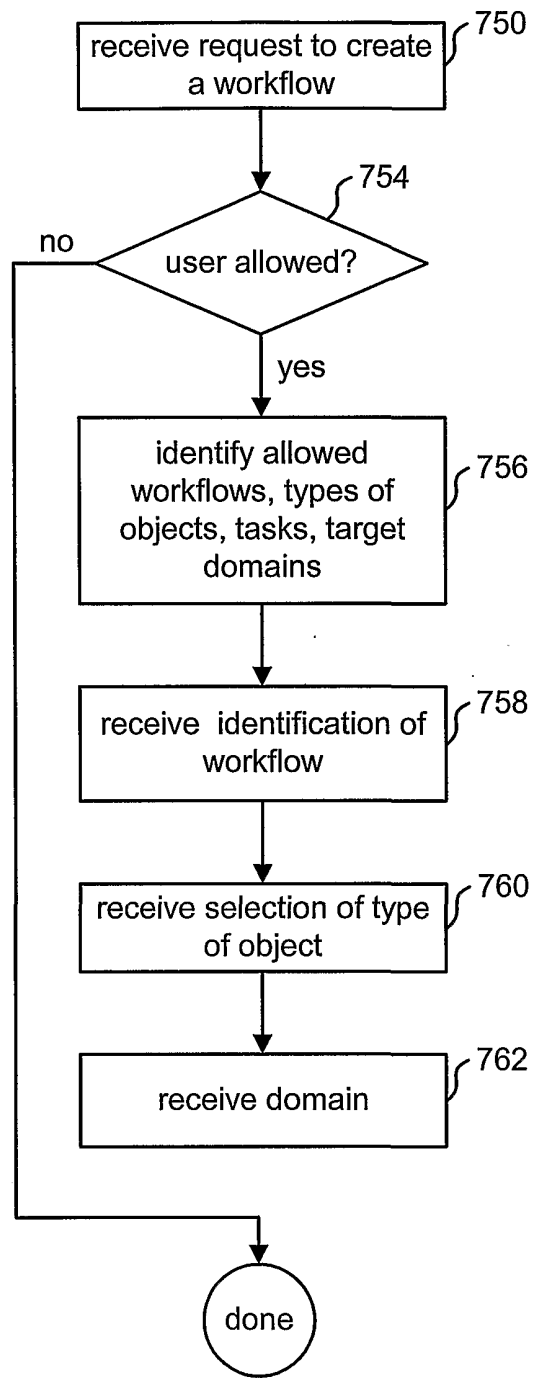 750
receive request to create
a workflow
754
no
user allowed?
yes
756
identify allowed
workflows, types of
objects, tasks, target
domains
758
receive identification of
workflow
760
receive selection of type
of object
762
receive domain
done